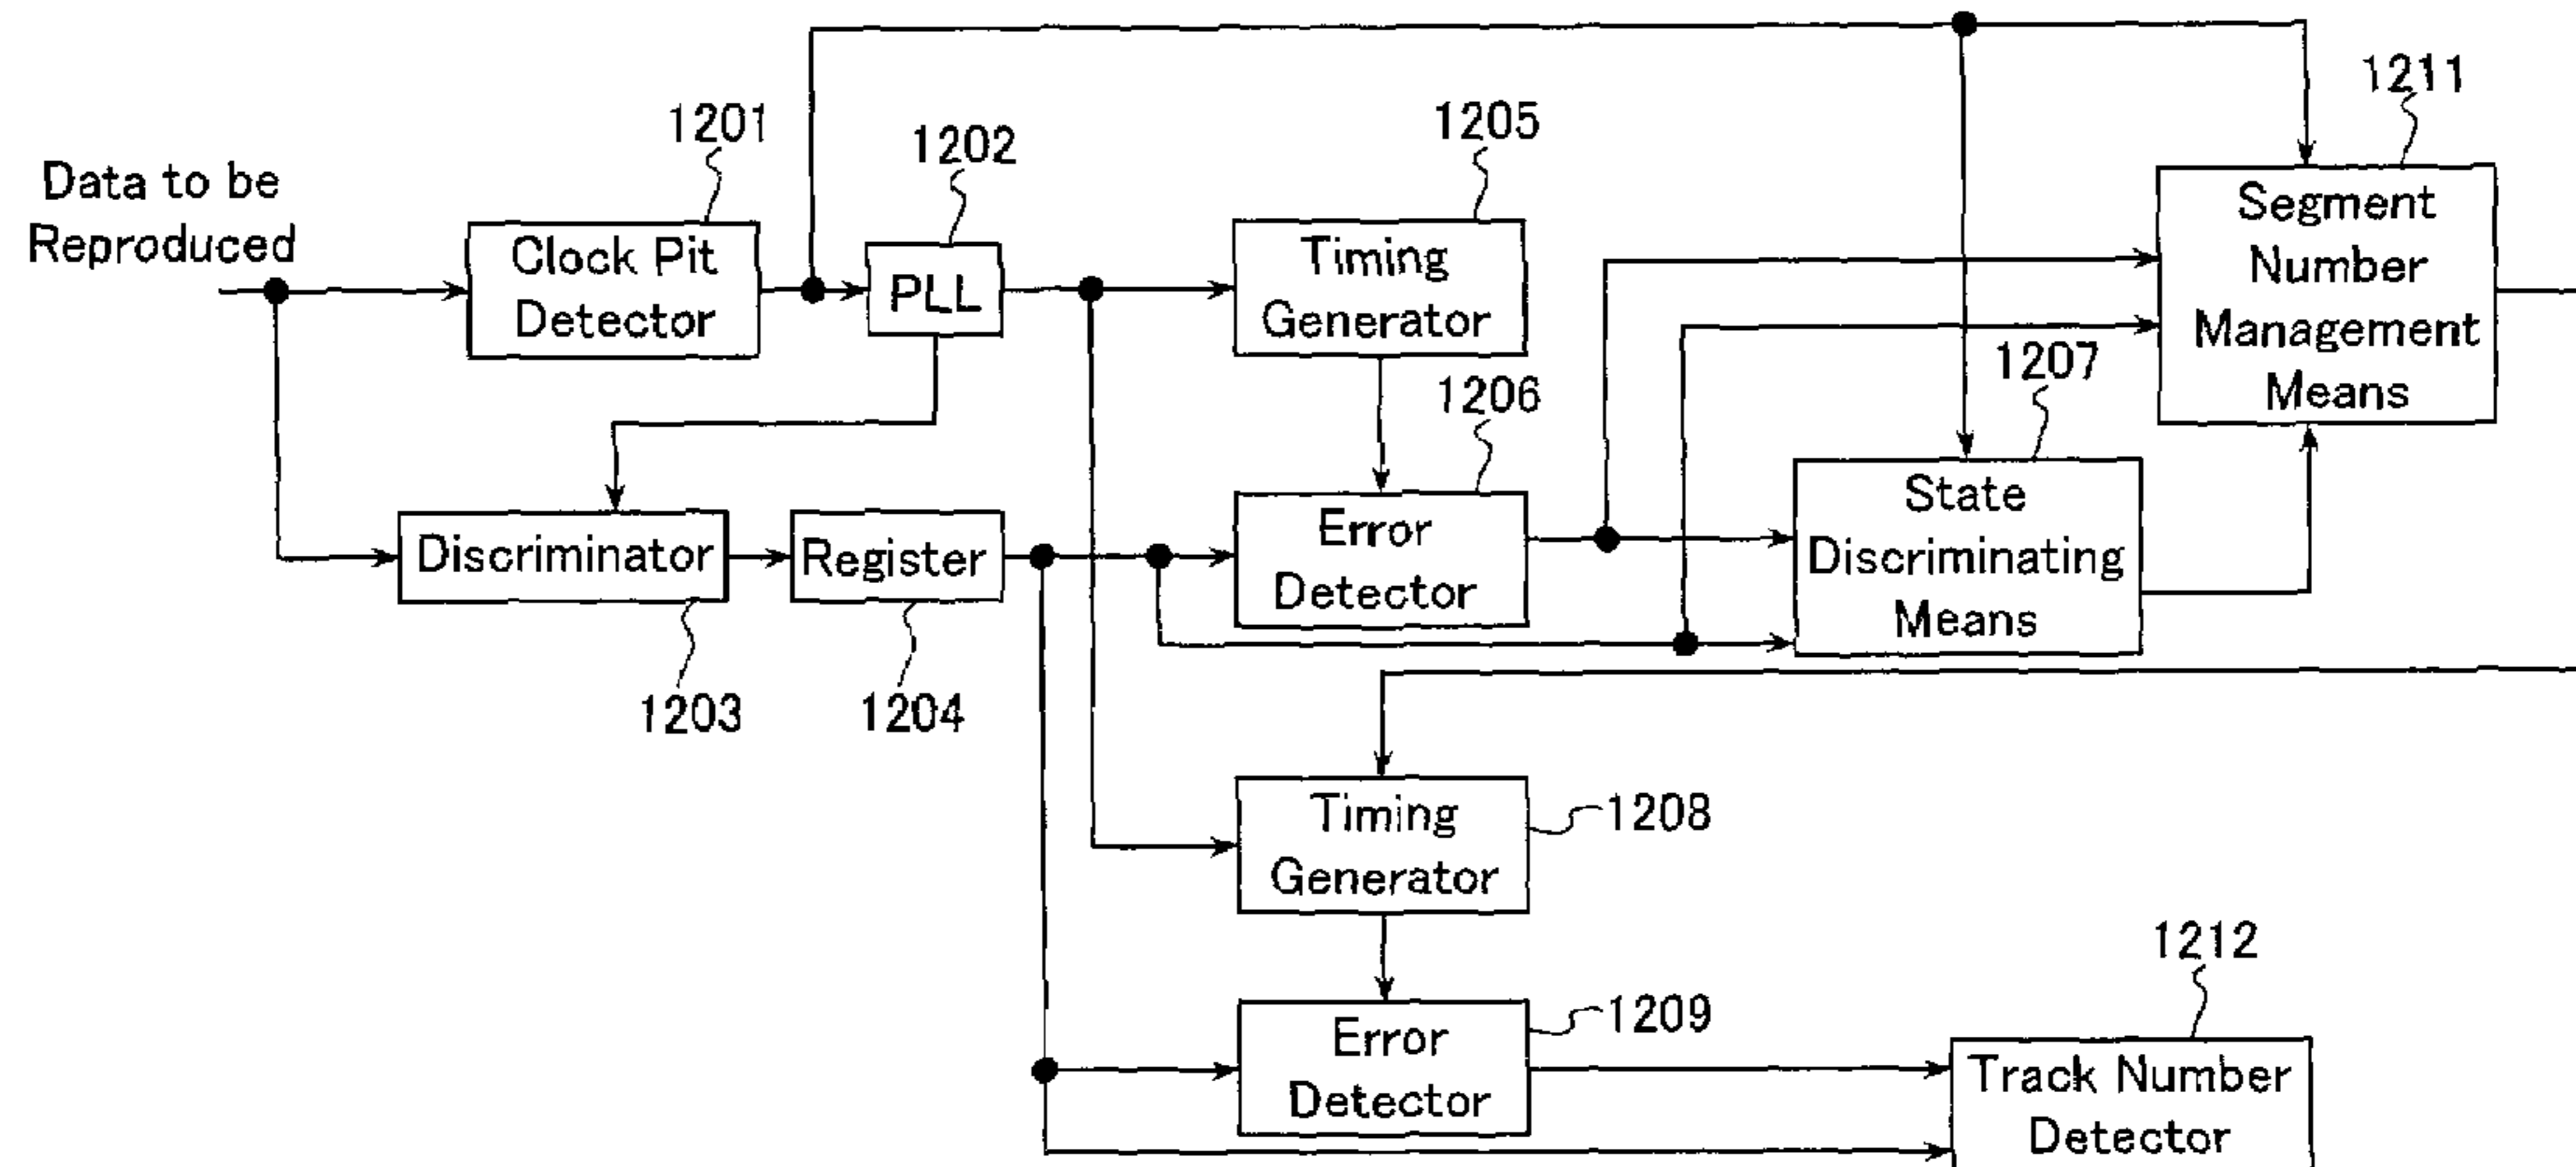 Data to be
Reproduced
1201
Clock Pit
Detector
1202
PLL
1205
Timing
Generator
1211
Segment
Number
Management
Means
1206
Error
Detector
1207
State
Discriminating
Means
Discriminator
1203
Register
1204
Timing
Generator
1208
Error
Detector
1209
1212
Track Number
Detector